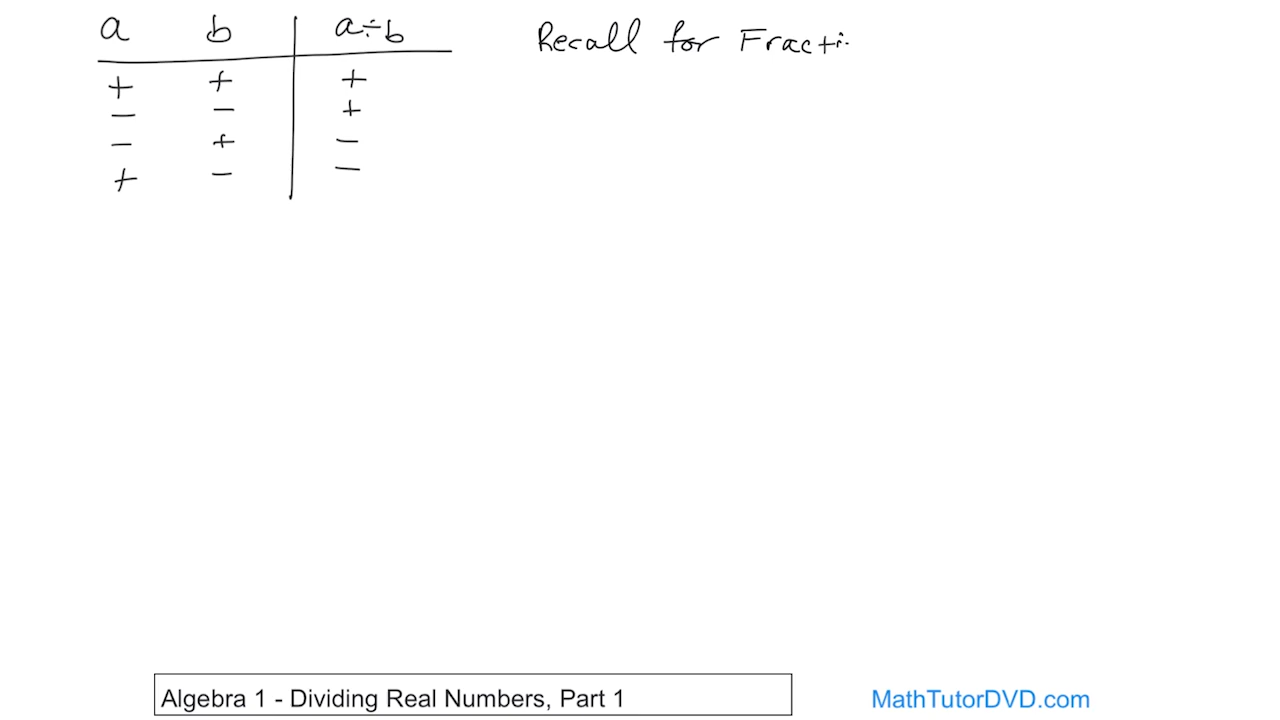 a b a÷b
+ + +
- - +
- + -
+ - -
Recall for Fracti
Algebra 1 - Dividing Real Numbers, Part 1
MathTutorDVD.com